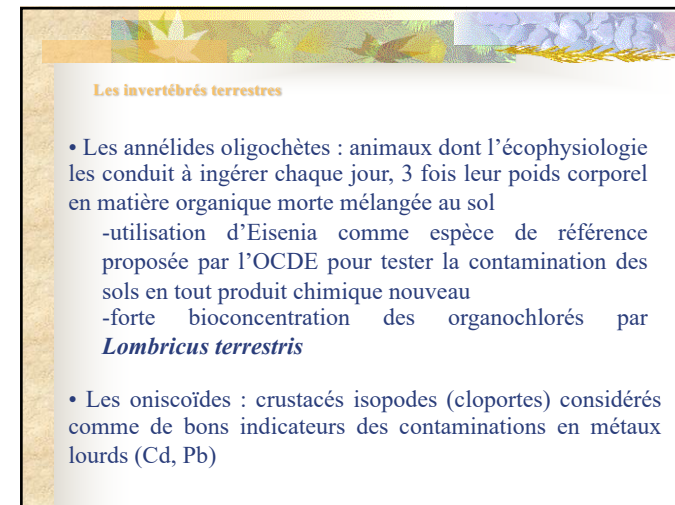 Les invertébrés terrestres
• Les annélides oligochètes : animaux dont l’écophysiologie
les conduit à ingérer chaque jour, 3 fois leur poids corporel
en matière organique morte mélangée au sol
-utilisation d’Eisenia comme espèce de référence
proposée par l’OCDE pour tester la contamination des
sols en tout produit chimique nouveau
-forte bioconcentration des organochlorés par
Lombricus terrestris
• Les oniscoïdes : crustacés isopodes (cloportes) considérés
comme de bons indicateurs des contaminations en métaux
lourds (Cd, Pb)